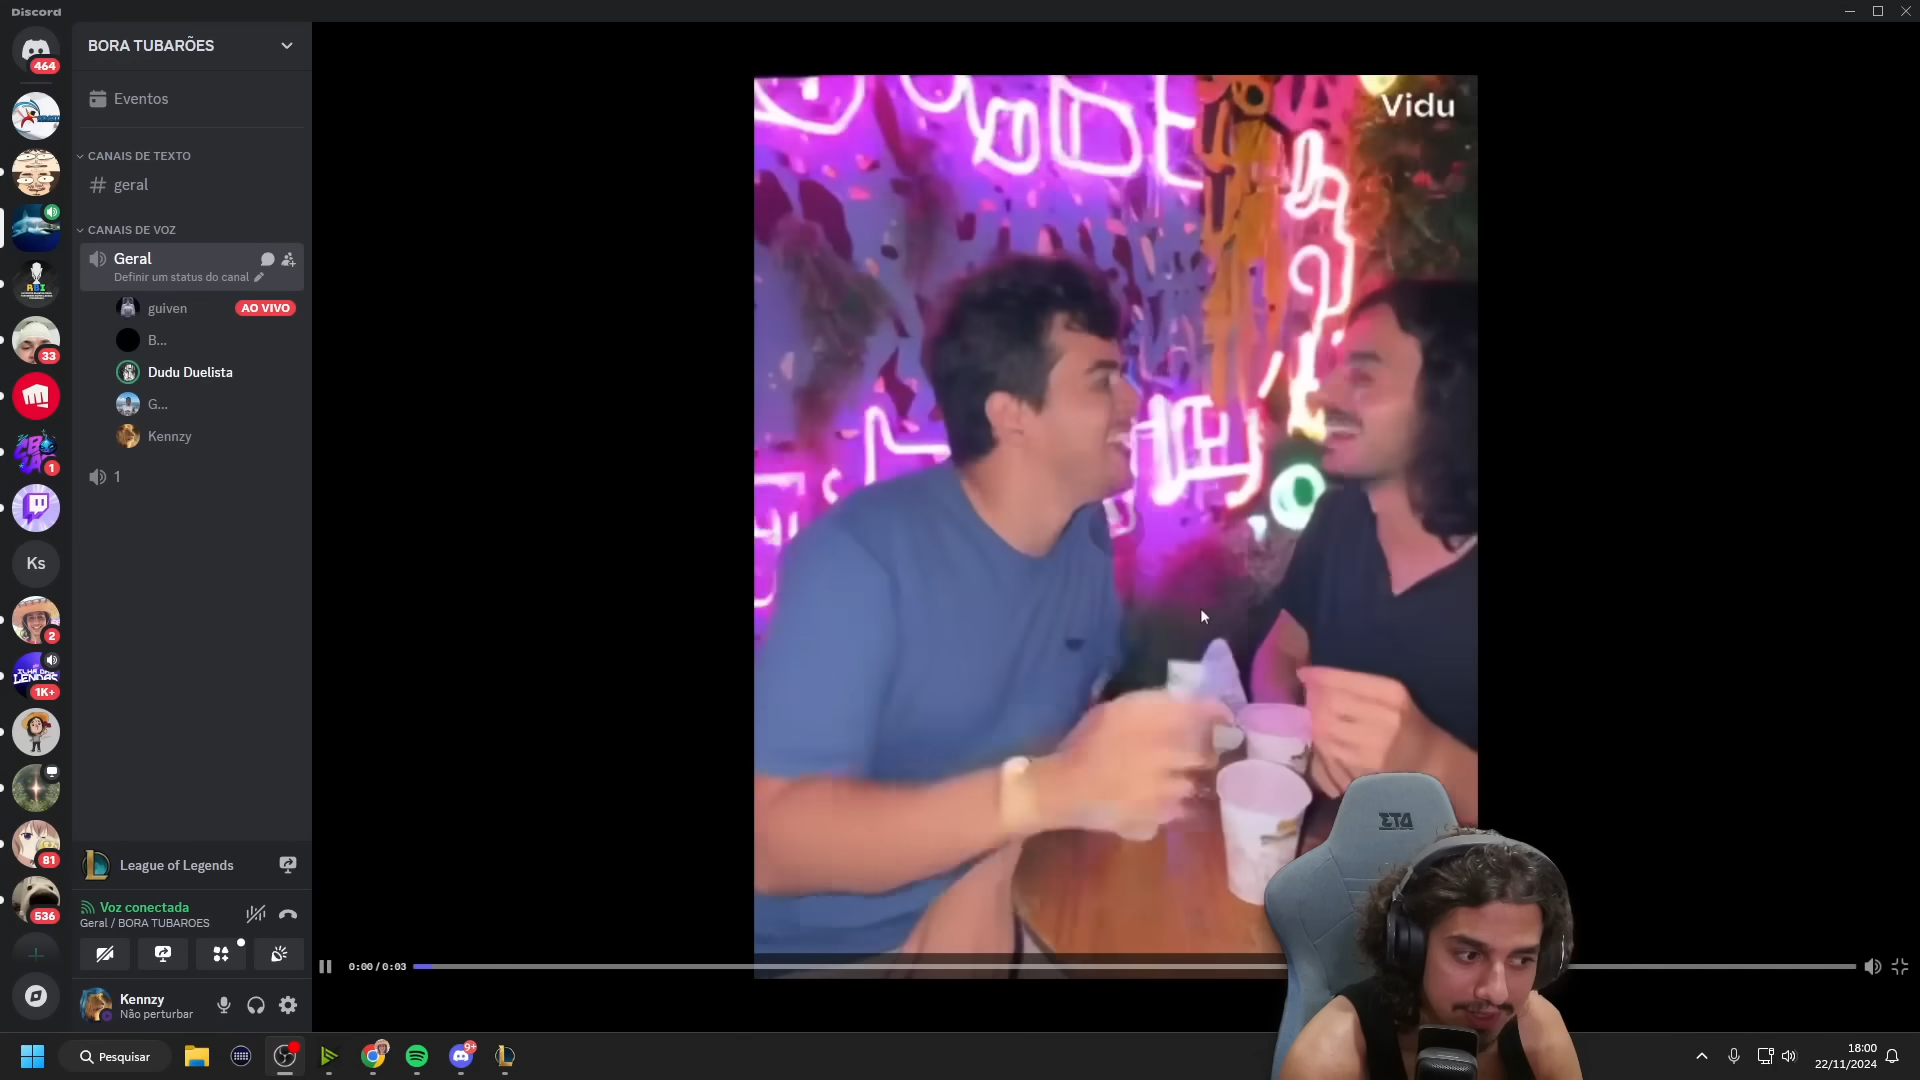 Discord
464
BORA TUBARÕES
Eventos
CANAIS DE TEXTO
geral
CANAIS DE VOZ
Geral
Definir um status do canal
guiven
AO VIVO
B...
Dudu Duelista
G...
Kennzy
1
33
1
Ks
2
1K+
81
536
Vidu
ΣTΔ
League of Legends
Voz conectada
Geral / BORA TUBAROES
Kennzy
Não perturbar
0:00 / 0:03
Pesquisar
9+
18:00
22/11/2024